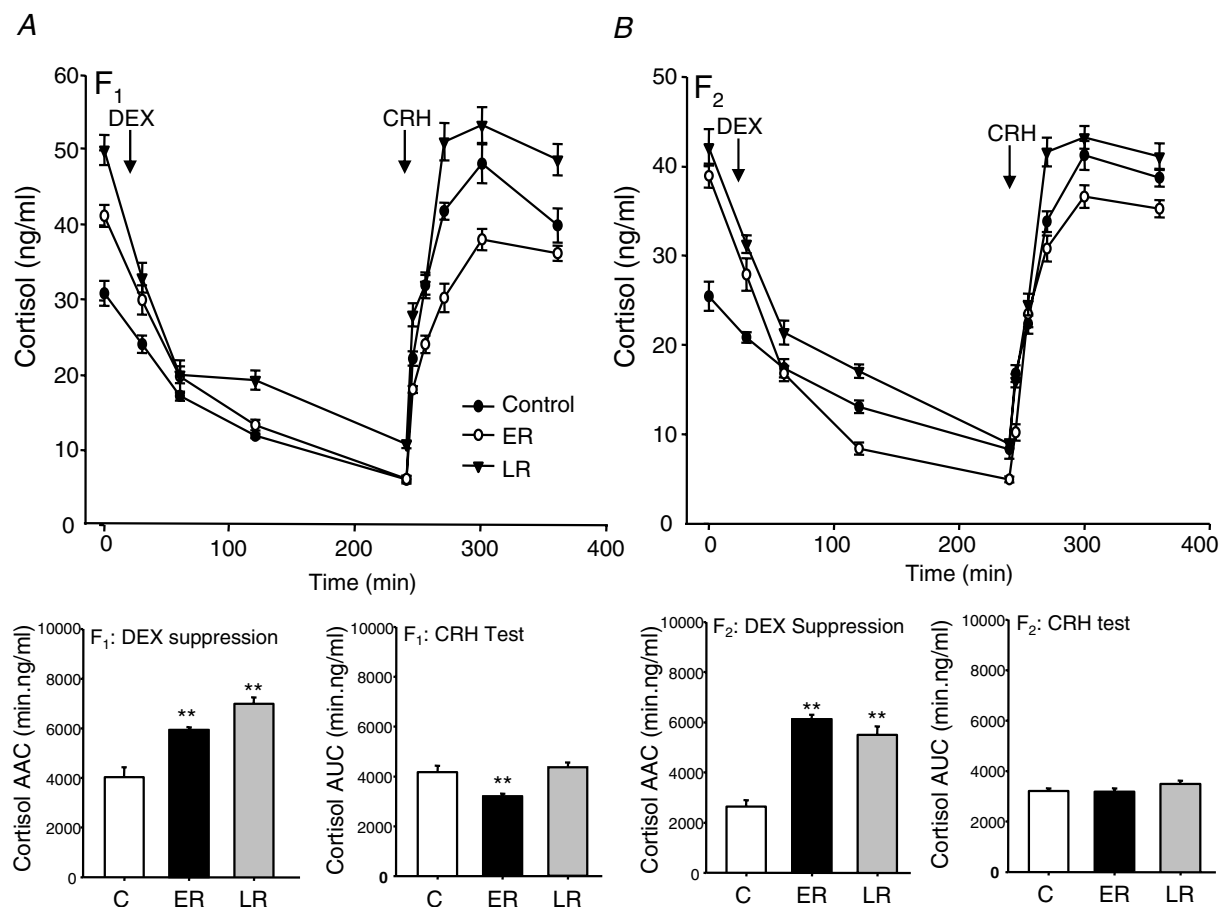 A
F1
DEX
CRH
Cortisol (ng/ml)
60
50
40
30
20
10
0
Control
ER
LR
0
100
200
300
400
Time (min)
B
F2
DEX
CRH
Cortisol (ng/ml)
50
40
30
20
10
0
0
100
200
300
400
Time (min)
F1: DEX suppression
Cortisol AAC (min.ng/ml)
10000
8000
6000
4000
2000
0
**
**
C
ER
LR
F1: CRH Test
Cortisol AUC (min.ng/ml)
10000
8000
6000
4000
2000
0
**
C
ER
LR
F2: DEX Suppression
Cortisol AAC (min.ng/ml)
10000
8000
6000
4000
2000
0
**
**
C
ER
LR
F2: CRH test
Cortisol AUC (min.ng/ml)
10000
8000
6000
4000
2000
0
C
ER
LR